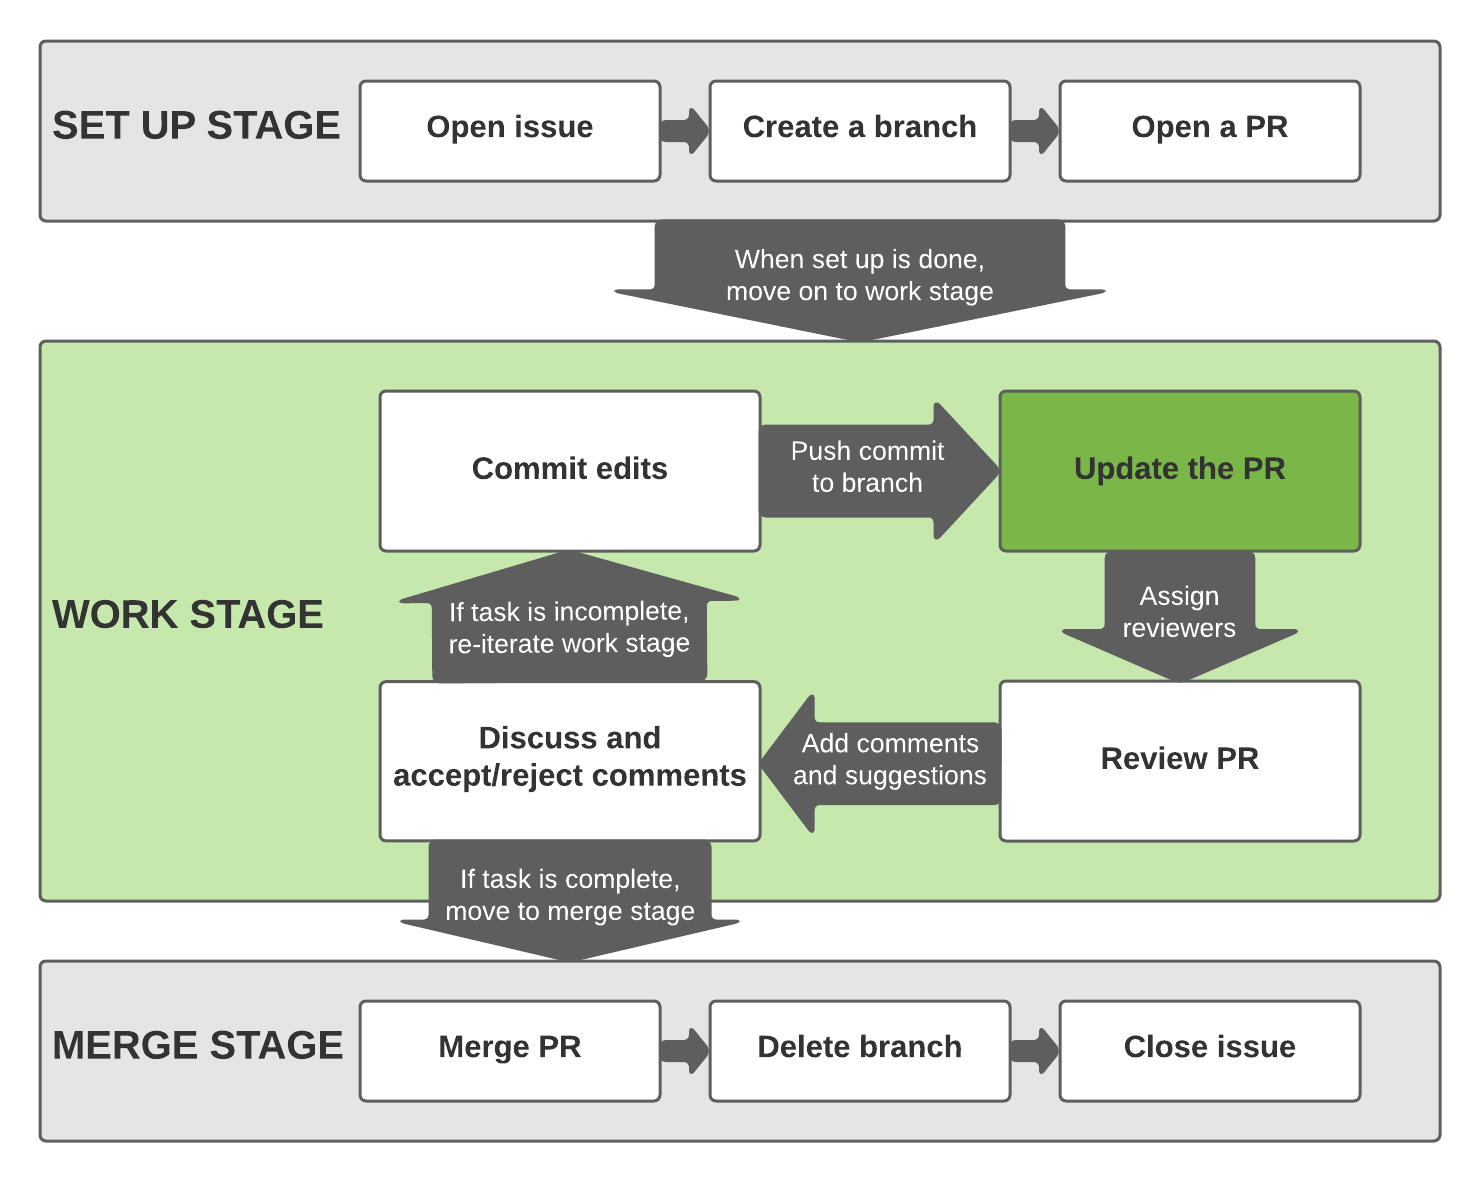 SET UP STAGE
Open issue
Create a branch
Open a PR
When set up is done,
move on to work stage
WORK STAGE
Commit edits
Push commit
to branch
Update the PR
Assign
reviewers
Review PR
Add comments
and suggestions
Discuss and
accept/reject comments
If task is incomplete,
re-iterate work stage
If task is complete,
move to merge stage
MERGE STAGE
Merge PR
Delete branch
Close issue